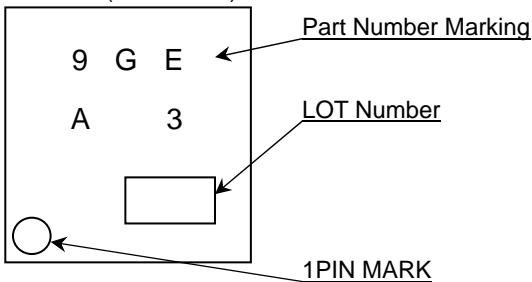 Part Number Marking
9 G E
A 3
LOT Number
1PIN MARK